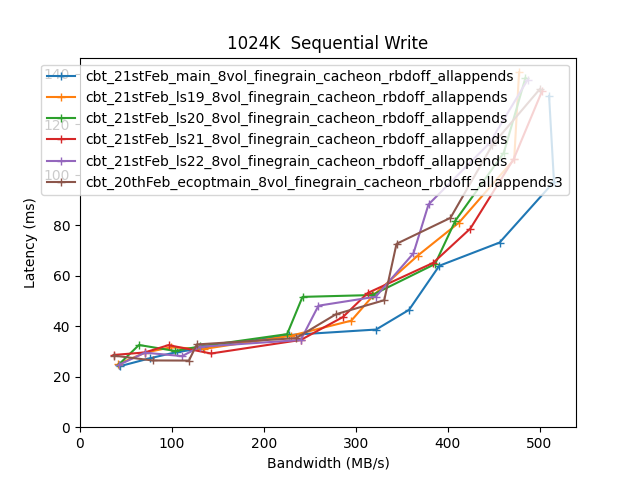 1024K  Sequential Write
140
120
100
80
60
40
20
0
Latency (ms)
cbt_21stFeb_main_8vol_finegrain_cacheon_rbdoff_allappends
cbt_21stFeb_ls19_8vol_finegrain_cacheon_rbdoff_allappends
cbt_21stFeb_ls20_8vol_finegrain_cacheon_rbdoff_allappends
cbt_21stFeb_ls21_8vol_finegrain_cacheon_rbdoff_allappends
cbt_21stFeb_ls22_8vol_finegrain_cacheon_rbdoff_allappends
cbt_20thFeb_ecoptmain_8vol_finegrain_cacheon_rbdoff_allappends3
0 100 200 300 400 500
Bandwidth (MB/s)